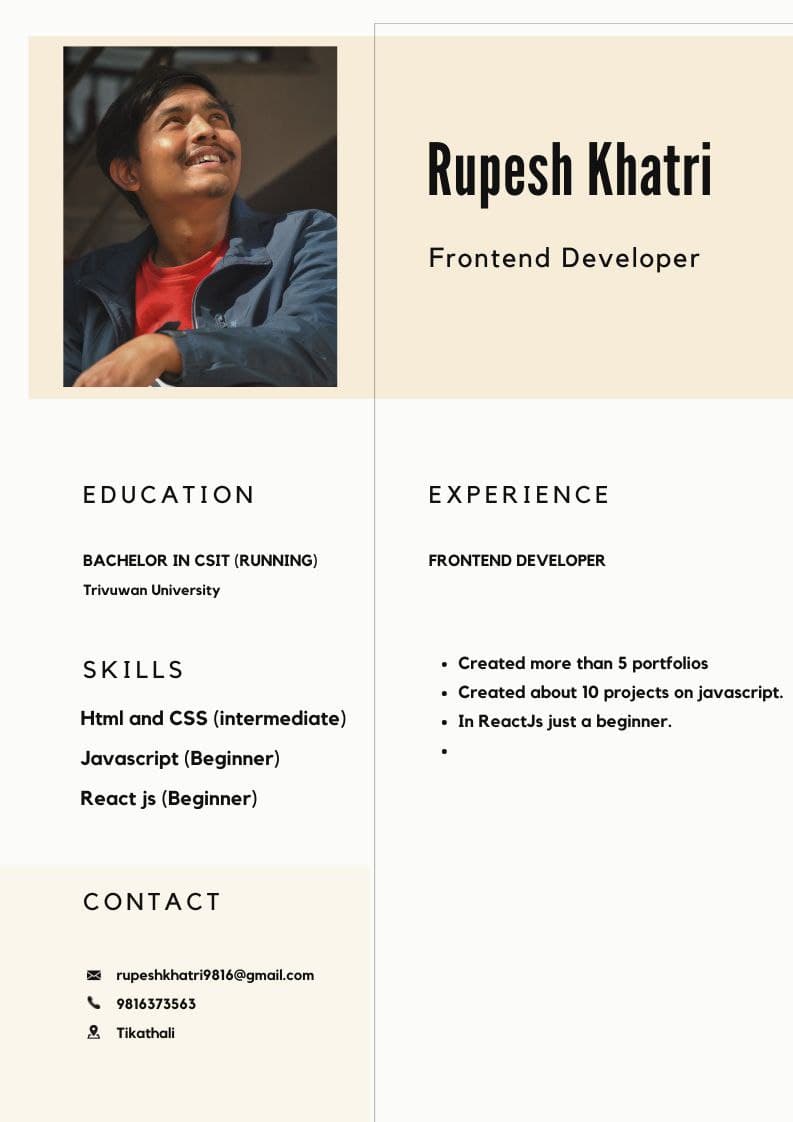 Rupesh Khatri
Frontend Developer
EDUCATION
BACHELOR IN CSIT (RUNNING)
Trivuwan University
SKILLS
Html and CSS (intermediate)
Javascript (Beginner)
React js (Beginner)
CONTACT
rupeshkhatri9816@gmail.com
9816373563
Tikathali
EXPERIENCE
FRONTEND DEVELOPER
• Created more than 5 portfolios
• Created about 10 projects on javascript.
• In ReactJs just a beginner.
•